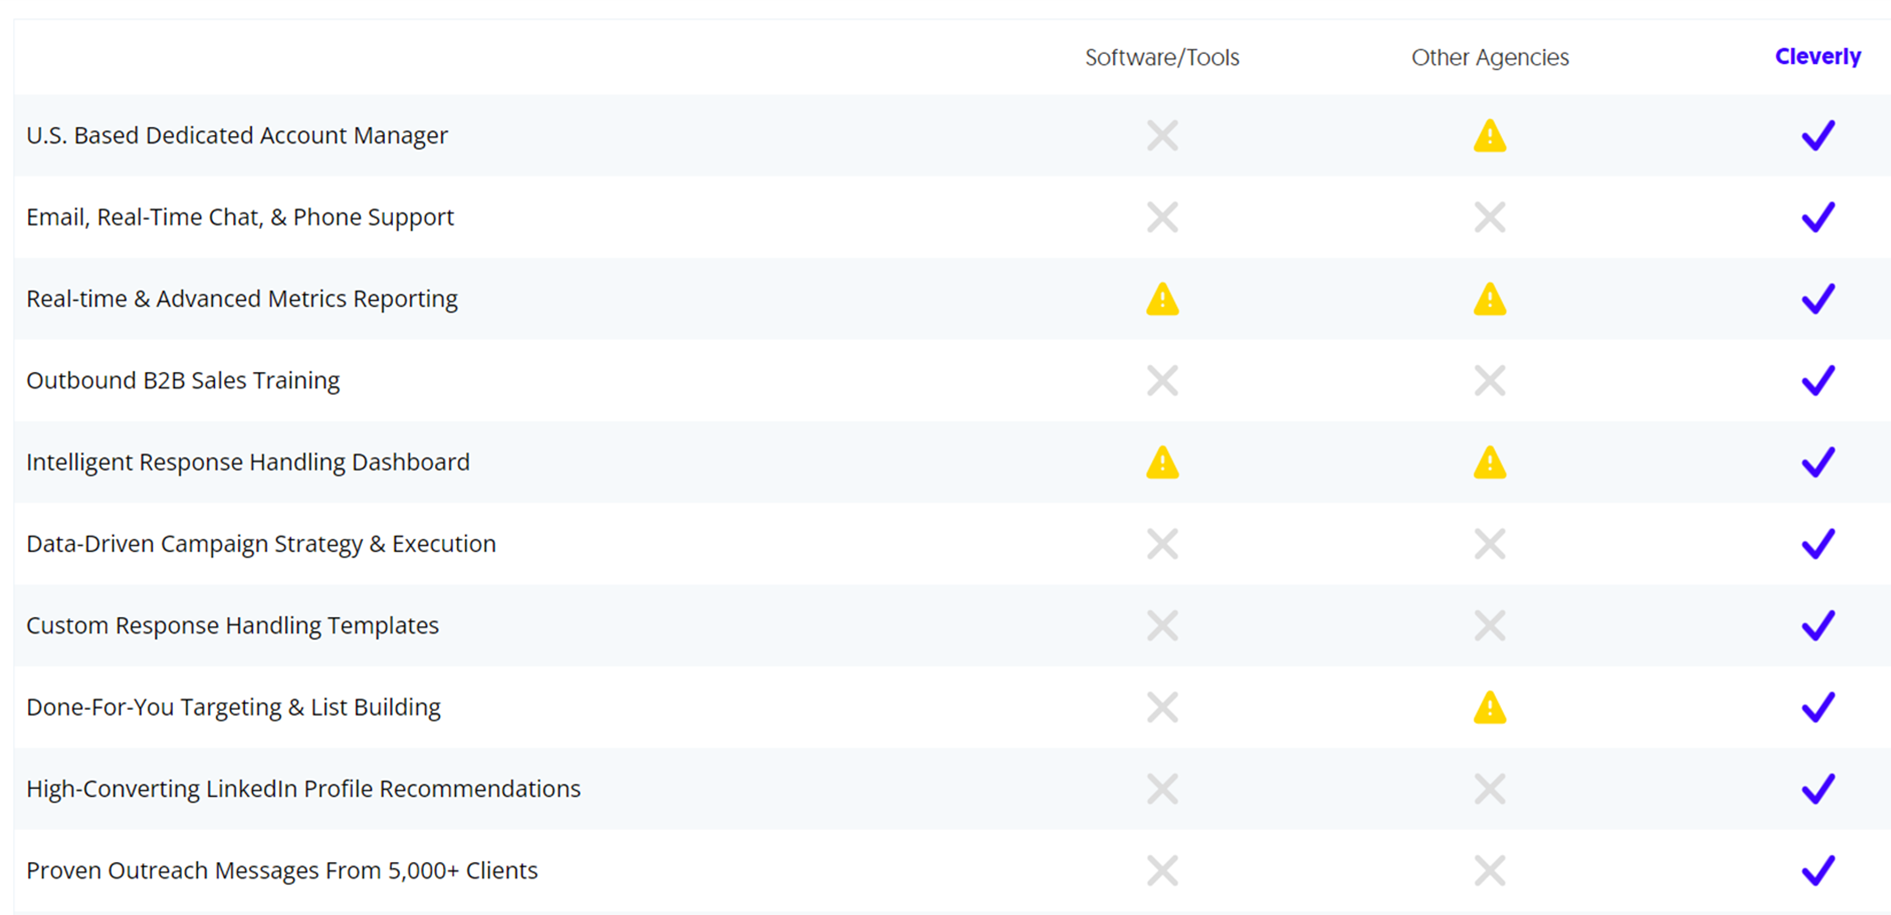 Software/Tools Other Agencies Cleverly
U.S. Based Dedicated Account Manager
Email, Real-Time Chat, & Phone Support
Real-time & Advanced Metrics Reporting
Outbound B2B Sales Training
Intelligent Response Handling Dashboard
Data-Driven Campaign Strategy & Execution
Custom Response Handling Templates
Done-For-You Targeting & List Building
High-Converting LinkedIn Profile Recommendations
Proven Outreach Messages From 5,000+ Clients